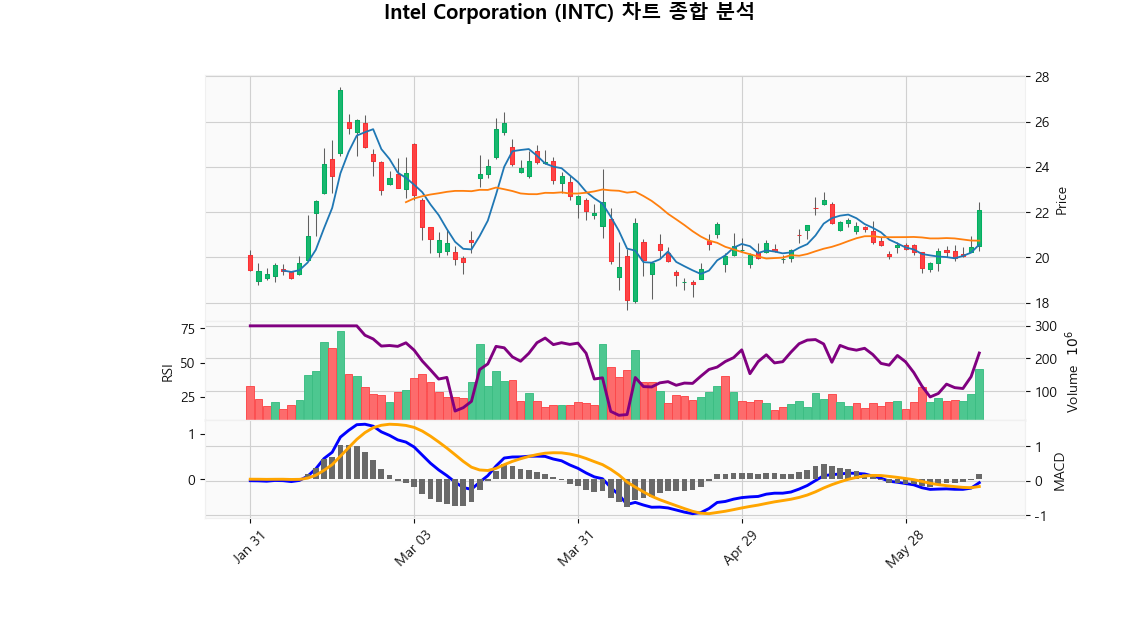 Intel Corporation (INTC) 차트 종합 분석
28
26
24
22
20
18
Price
75
50
25
RSI
300
200
100
Volume 10^6
1
0
1
0
-1
MACD
Jan 31
Mar 03
Mar 31
Apr 29
May 28